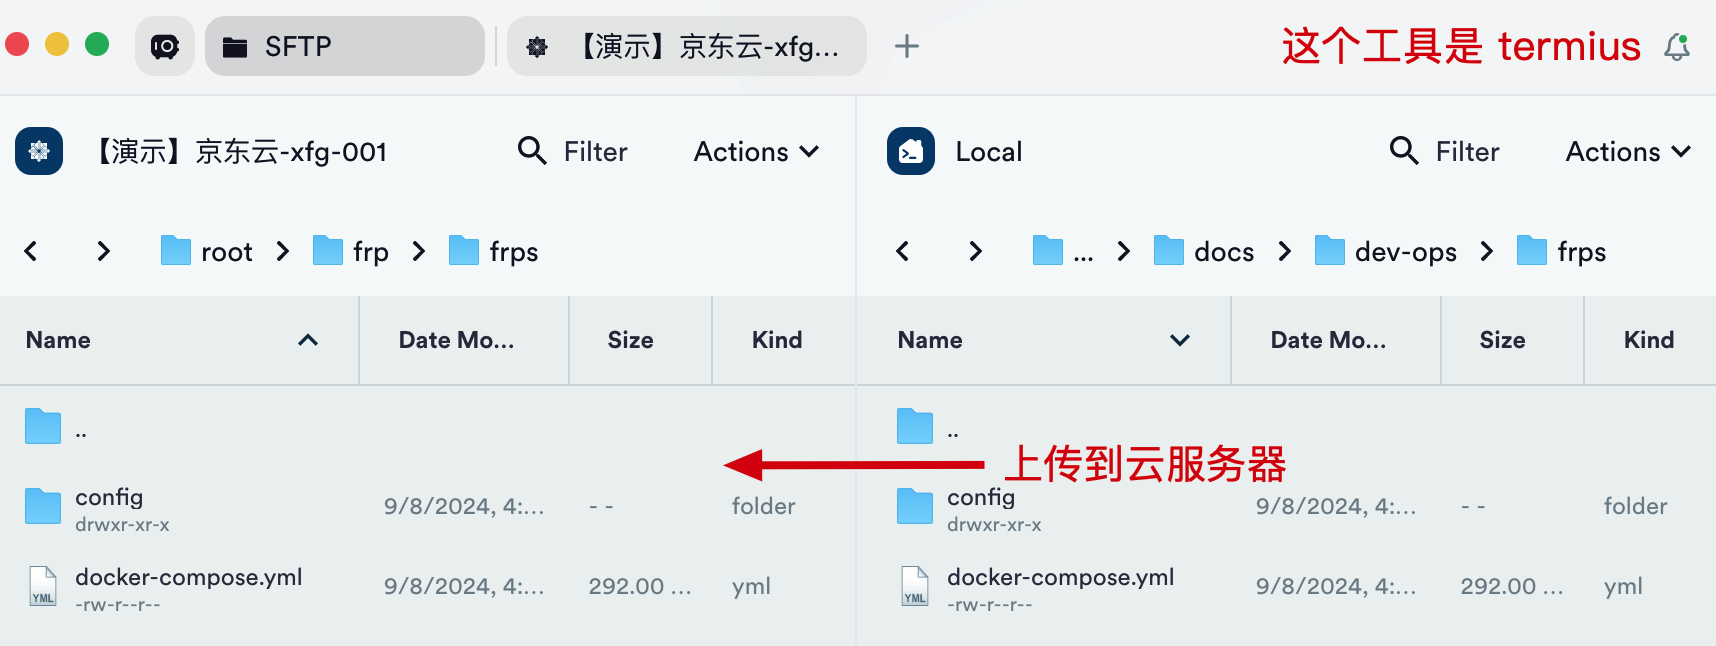 SFTP
【演示】京东云-xfg...
这个工具是 termius
【演示】京东云-xfg-001
Filter
Actions
root
frp
frps
Name
Date Mo...
Size
Kind
..
config
drwxr-xr-x
9/8/2024, 4:...
- -
folder
docker-compose.yml
-rw-r--r--
9/8/2024, 4:...
292.00 ...
yml
YML
Local
Filter
Actions
...
docs
dev-ops
frps
Name
Date Mo...
Size
Kind
..
上传到云服务器
config
drwxr-xr-x
9/8/2024, 4:...
- -
folder
docker-compose.yml
-rw-r--r--
9/8/2024, 4:...
292.00 ...
yml
YML